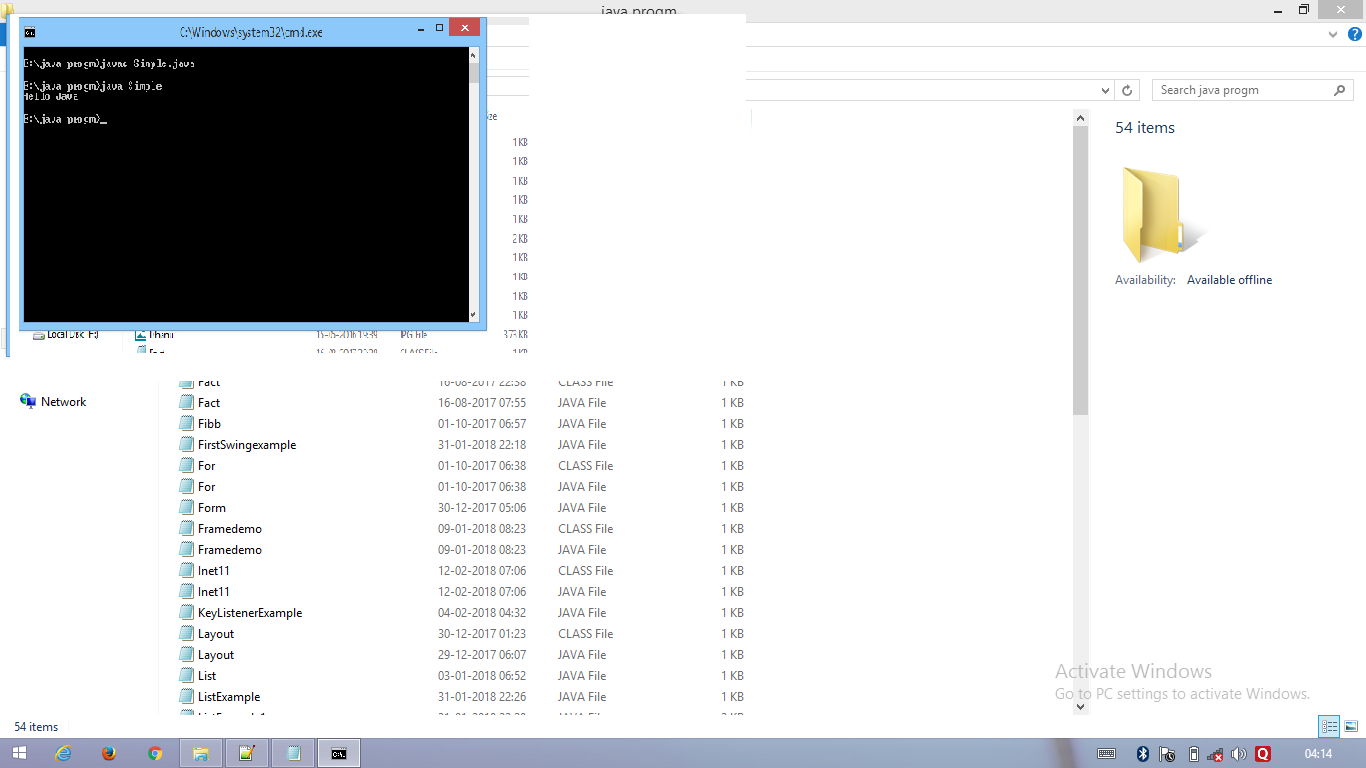 java progm
C:\Windows\system32\cmd.exe
E:\java progm>javac Simple.java
E:\java progm>java Simple
Hello Java
E:\java progm>_
Search java progm
54 items
Availability: Available offline
1 KB
1 KB
1 KB
1 KB
1 KB
2 KB
1 KB
1 KB
1 KB
1 KB
15-05-2016 19:39 JPG File 373 KB
Network
Fact 16-08-2017 22:38 CLASS File 1 KB
Fact 16-08-2017 07:55 JAVA File 1 KB
Fibb 01-10-2017 06:57 JAVA File 1 KB
FirstSwingexample 31-01-2018 22:18 JAVA File 1 KB
For 01-10-2017 06:38 CLASS File 1 KB
For 01-10-2017 06:38 JAVA File 1 KB
Form 30-12-2017 05:06 JAVA File 1 KB
Framedemo 09-01-2018 08:23 CLASS File 1 KB
Framedemo 09-01-2018 08:23 JAVA File 1 KB
Inet11 12-02-2018 07:06 CLASS File 1 KB
Inet11 12-02-2018 07:06 JAVA File 1 KB
KeyListenerExample 04-02-2018 04:32 JAVA File 1 KB
Layout 30-12-2017 01:23 CLASS File 1 KB
Layout 29-12-2017 06:07 JAVA File 1 KB
List 03-01-2018 06:52 JAVA File 1 KB
ListExample 31-01-2018 22:26 JAVA File 1 KB
Activate Windows
Go to PC settings to activate Windows.
54 items
04:14